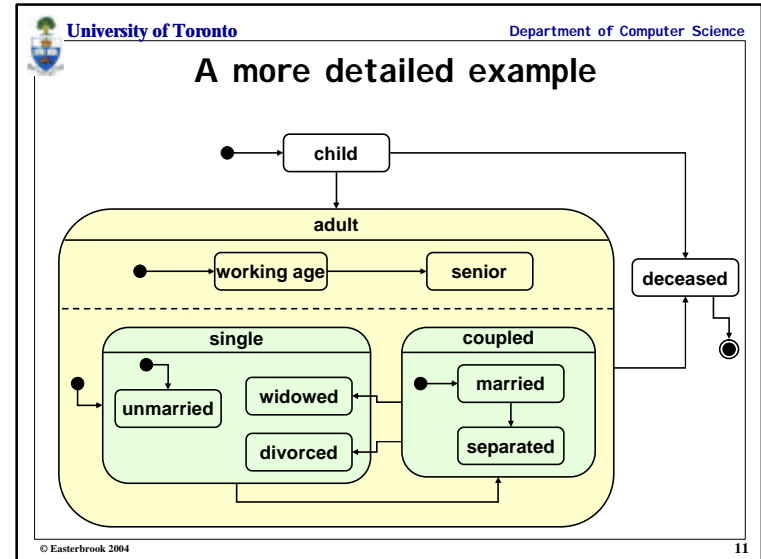 University of Toronto
Department of Computer Science
A more detailed example
child
adult
working age
senior
deceased
single
coupled
unmarried
widowed
married
divorced
separated
© Easterbrook 2004
11